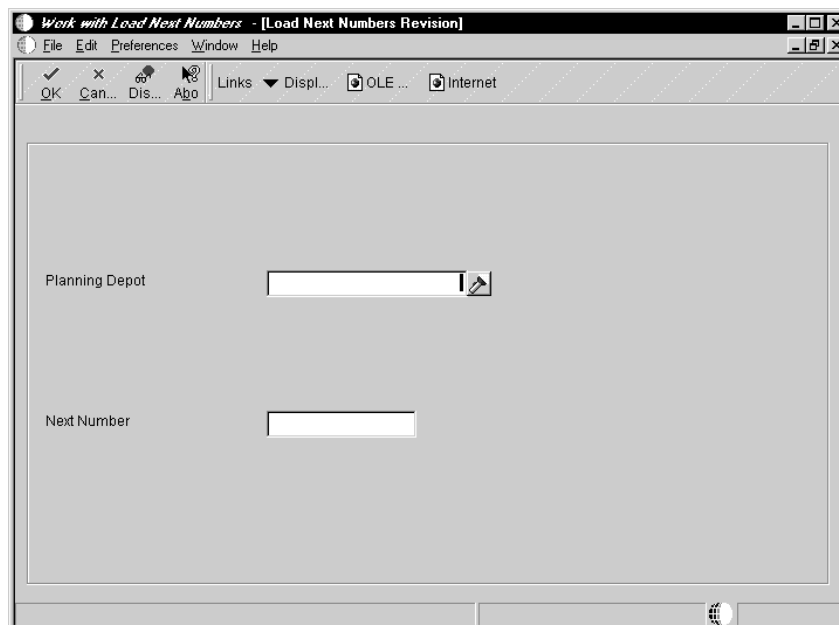 Work with Load Next Numbers - [Load Next Numbers Revision]
File Edit Preferences Window Help
OK Can... Dis... Abo Links Displ... OLE ... Internet
Planning Depot
Next Number